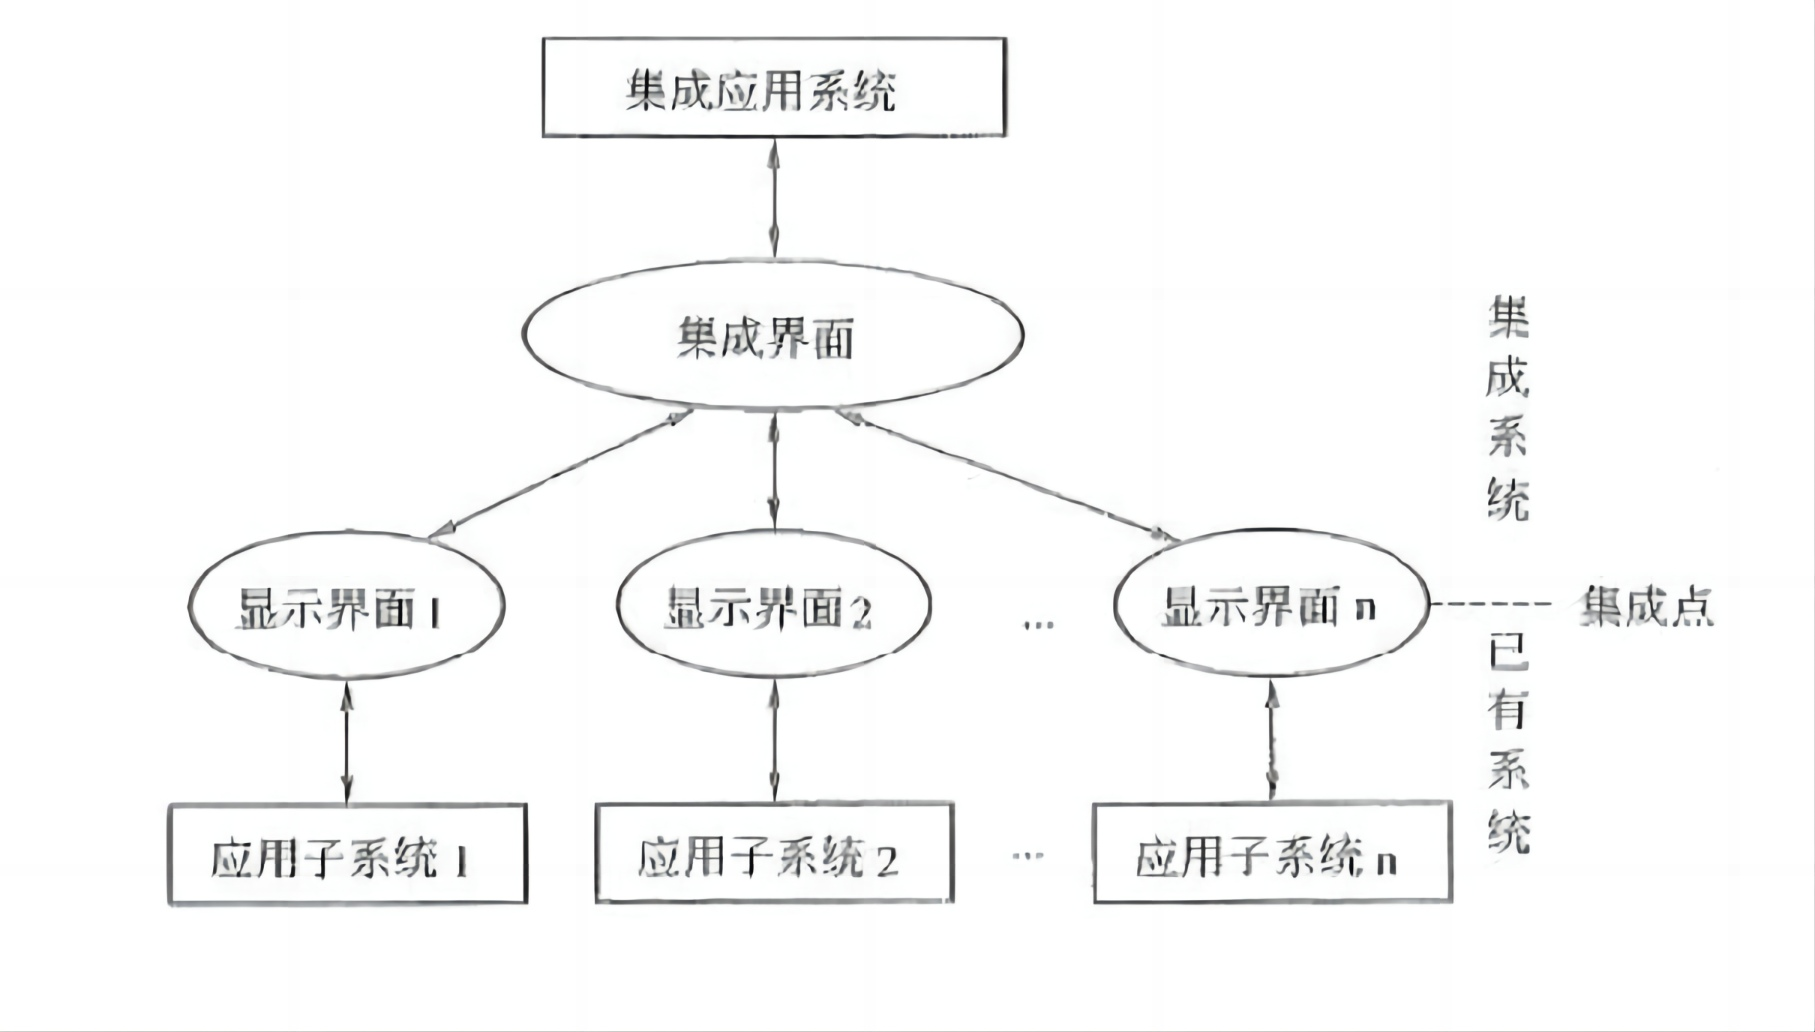 集成应用系统
集成界面
集成系统
显示界面1
显示界面2
...
显示界面n
集成点
已有系统
应用子系统1
应用子系统2
...
应用子系统n